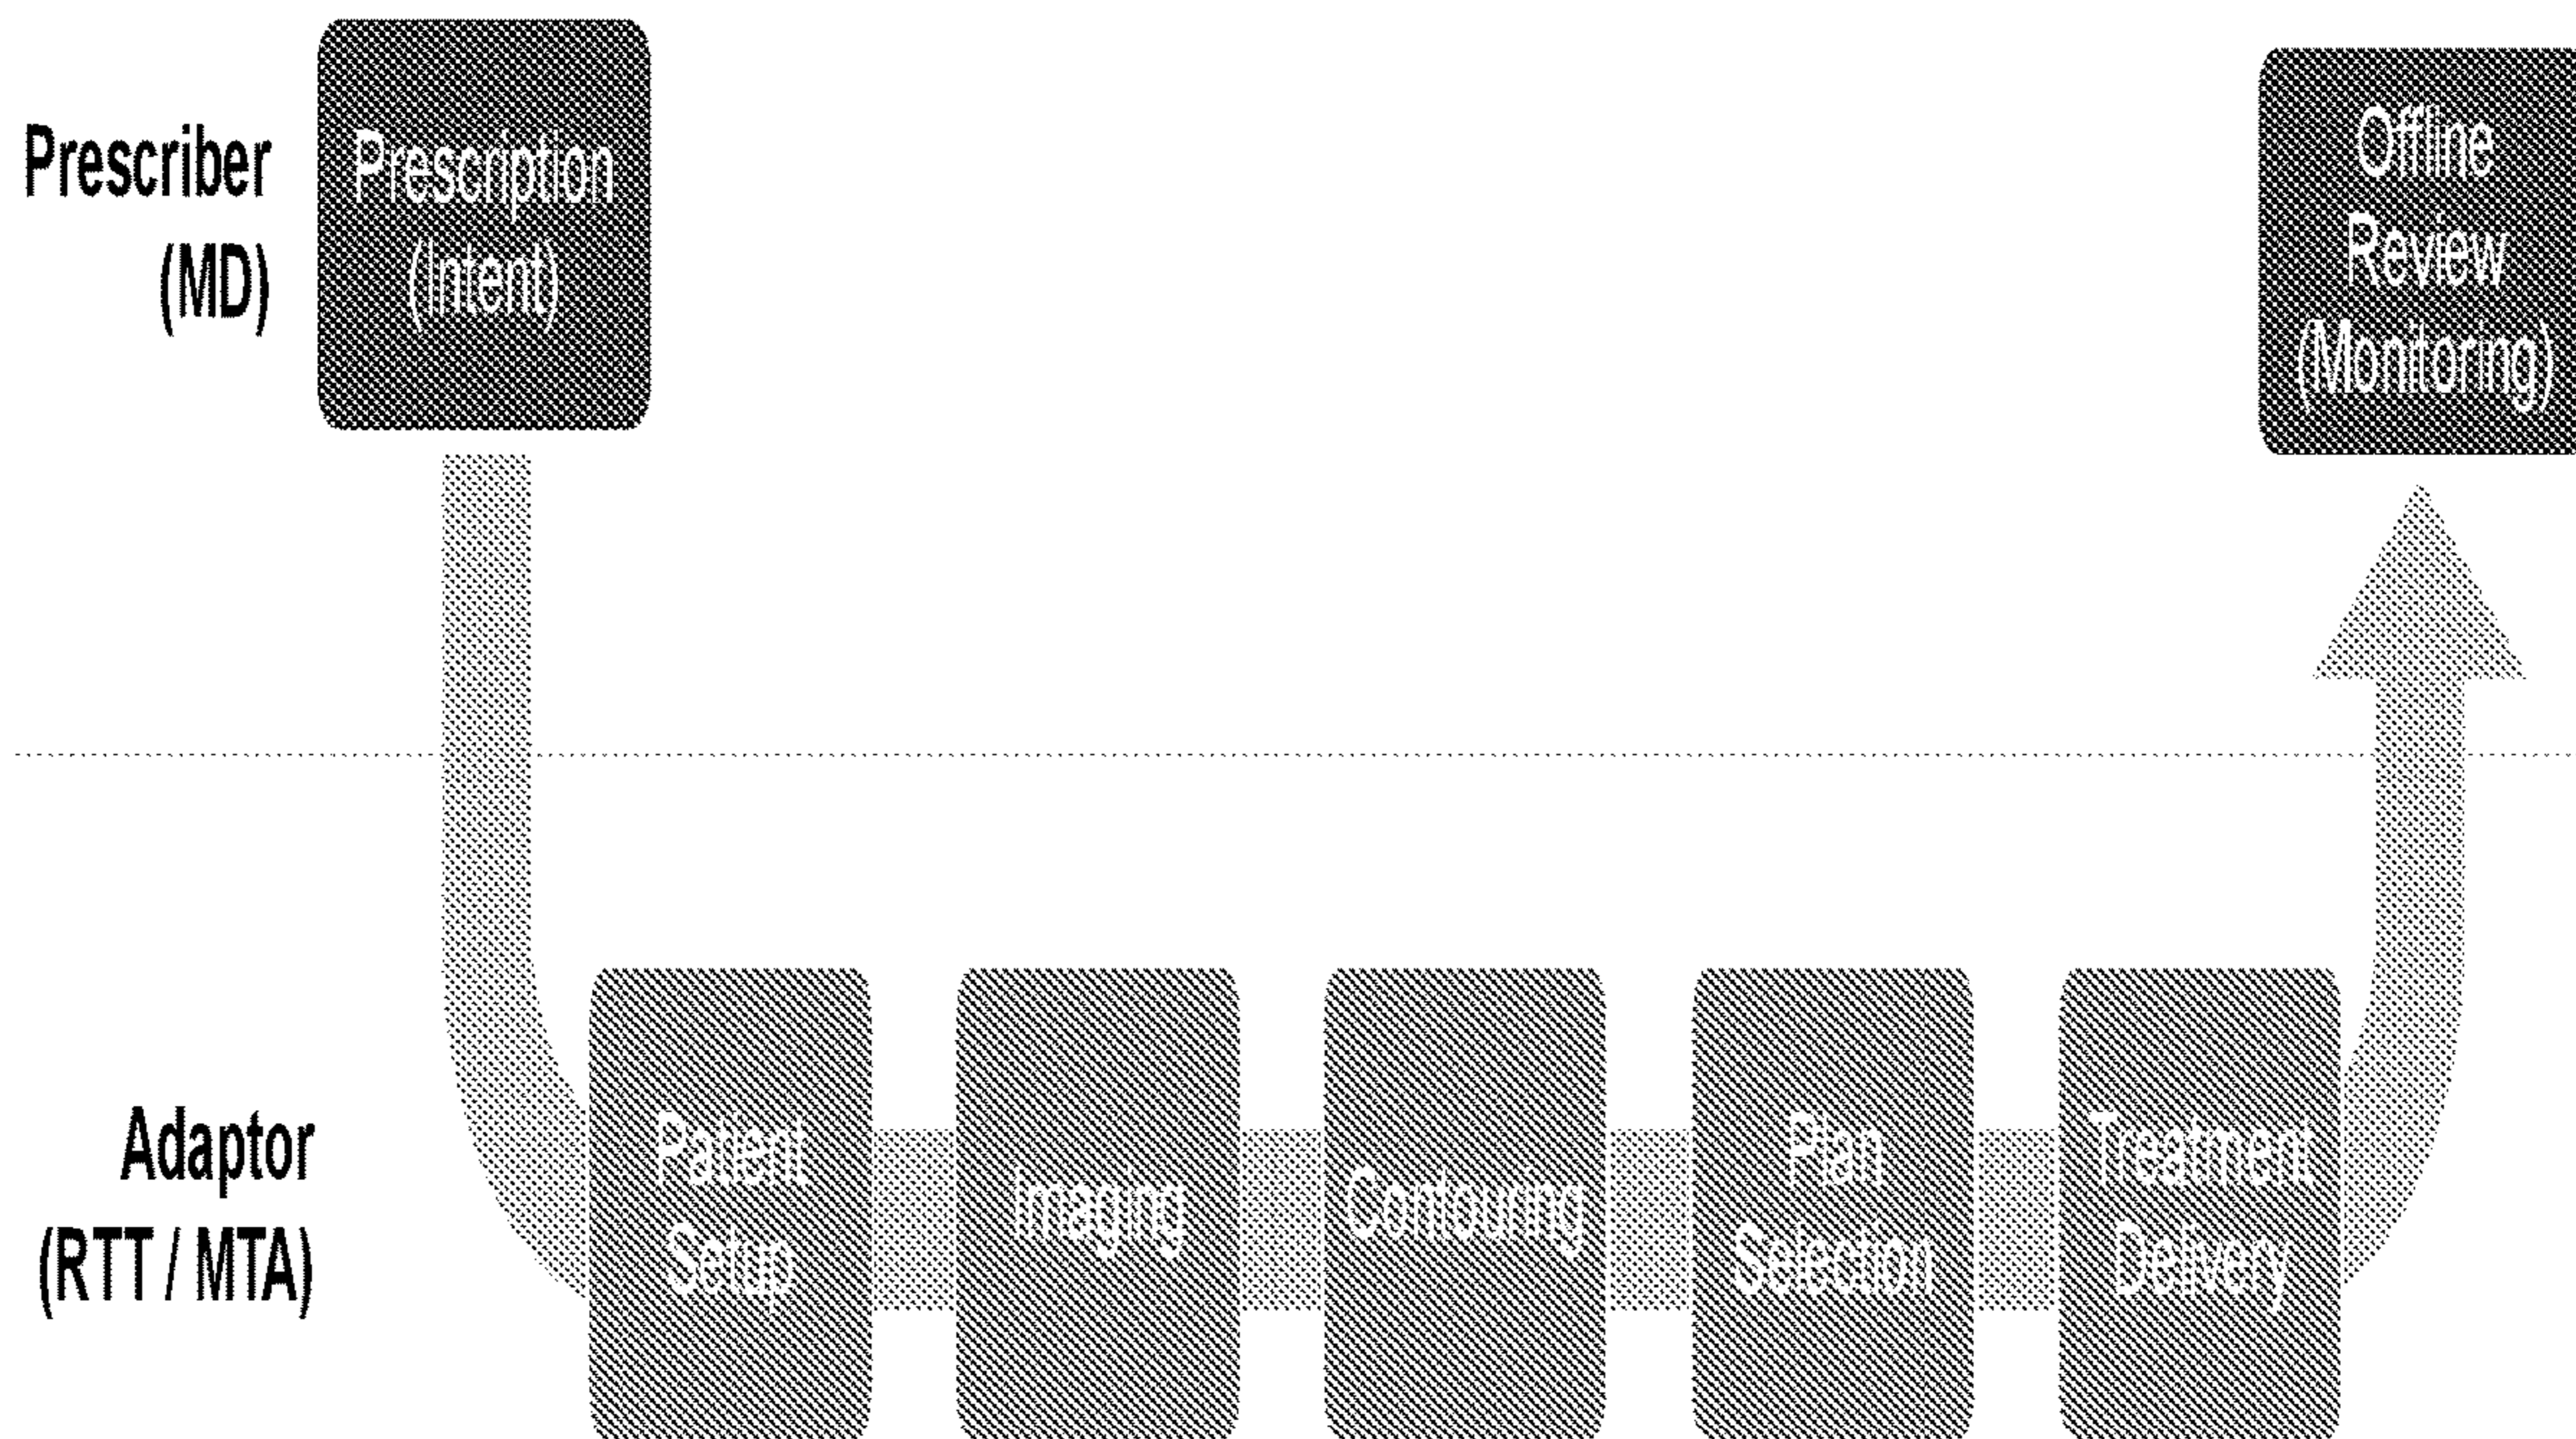 Prescriber
(MD)
Prescription
(Intent)
Offline
Review
(Monitoring)
Adaptor
(RTT / MTA)
Patient
Setup
Imaging
Contouring
Plan
Selection
Treatment
Delivery